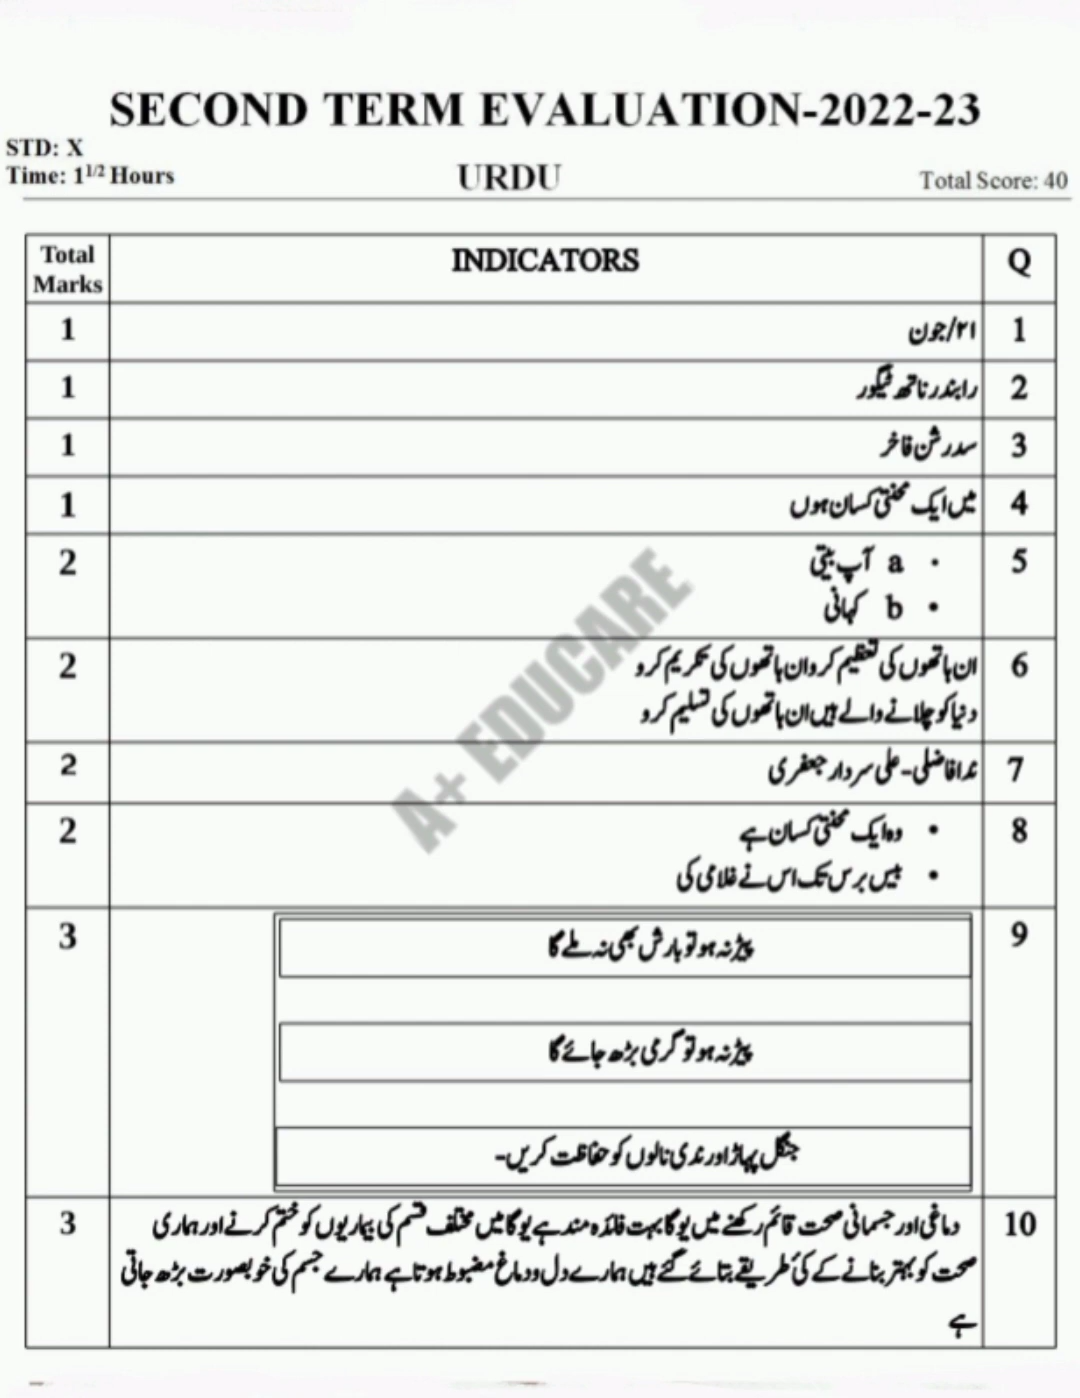 SECOND TERM EVALUATION-2022-23
STD: X
Time: 1 1/2 Hours
URDU
Total Score: 40
Total Marks
INDICATORS
Q
1
۲۱/جون
1
1
رابندر ناتھ ٹیگور
2
1
سدرشن فاخر
3
1
میں ایک محنتی کسان ہوں
4
2
• a آپ بیتی
• b کہانی
5
2
ان ہاتھوں کی تعظیم کرو ان ہاتھوں کی تکریم کرو
دنیا کو چلانے والے ہیں ان ہاتھوں کی تسلیم کرو
6
2
ندا فاضلی - علی سردار جعفری
7
2
• وہ ایک محنتی کسان ہے
• بیس برس تک اس نے غلامی کی
8
3
پیڑ نہ ہو تو بارش بھی نہ ملے گا
پیڑ نہ ہو تو گرمی بڑھ جائے گا
جنگل پہاڑ اور ندی نالوں کو حفاظت کریں-
9
3
دماغی اور جسمانی صحت قائم رکھنے میں یوگا بہت فائدہ مند ہے یوگا میں مختلف قسم کی بیماریوں کو ختم کرنے اور ہماری
صحت کو بہتر بنانے کے کئی طریقے بتائے گئے ہیں ہمارے دل و دماغ مضبوط ہوتا ہے ہمارے جسم کی خوبصورت بڑھ جاتی
ہے
10
A+ EDUCARE